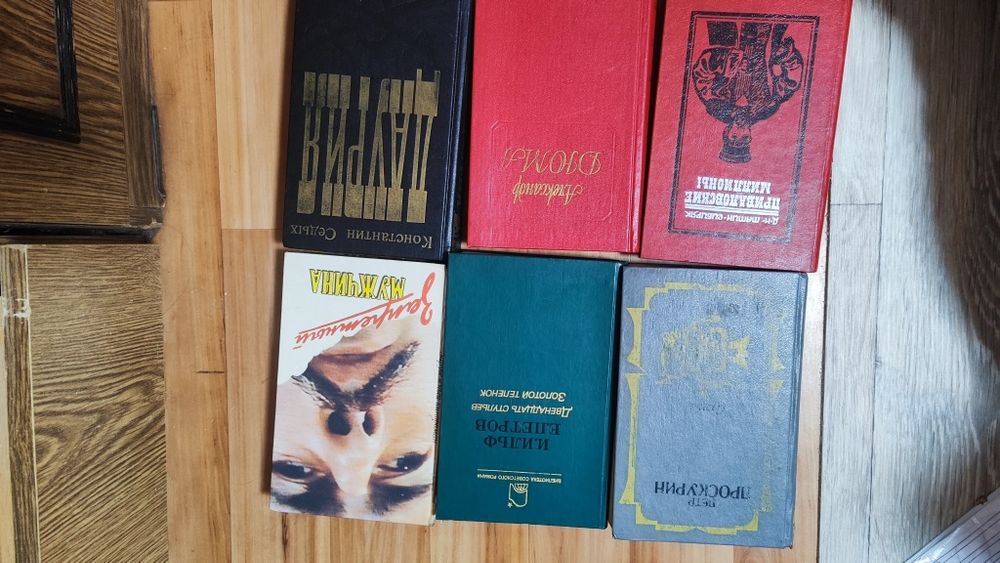 Константин Седых
ДАУРИЯ
Александр
ДЮМА
Д·Н·МАМИН-СИБИРЯК
ПРИВАЛОВСКИЕ
МИЛЛИОНЫ
Запретный
МУЖЧИНА
БИБЛИОТЕКА СОВЕТСКОГО РОМАНА
И.ИЛЬФ
Е.ПЕТРОВ
ДВЕНАДЦАТЬ СТУЛЬЕВ
ЗОЛОТОЙ ТЕЛЕНОК
ПЕТР
ПРОСКУРИН